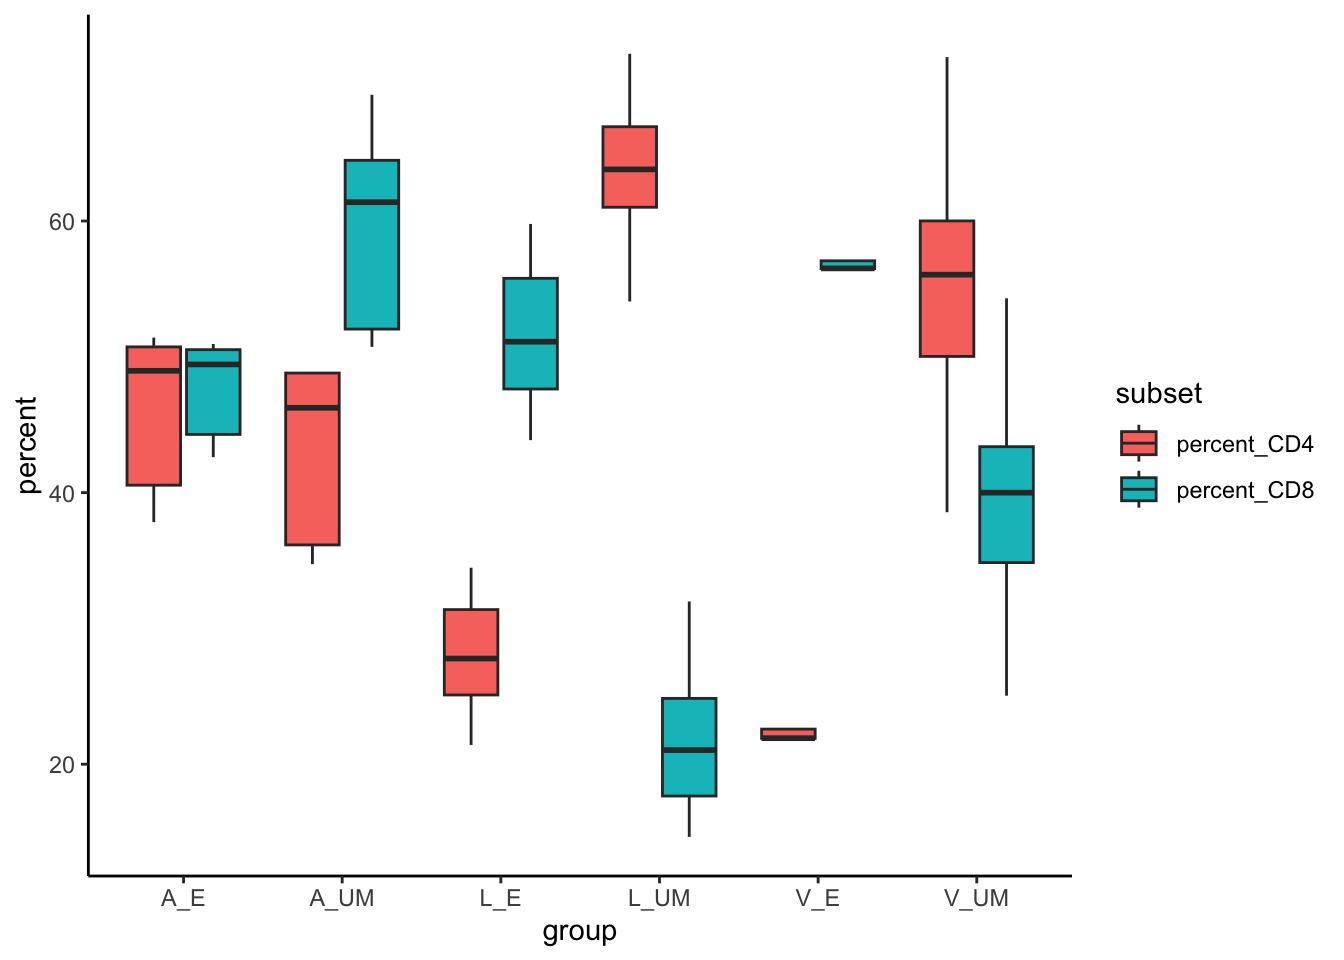 percent
60
40
20
A_E
A_UM
L_E
L_UM
V_E
V_UM
group
subset
percent_CD4
percent_CD8